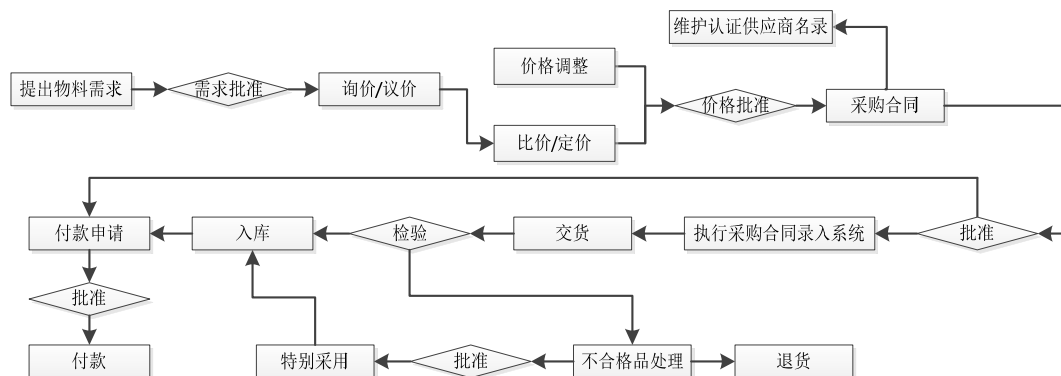 维护认证供应商名录
价格调整
提出物料需求
需求批准
询价/议价
价格批准
采购合同
比价/定价
付款申请
入库
检验
交货
执行采购合同录入系统
批准
批准
付款
特别采用
批准
不合格品处理
退货